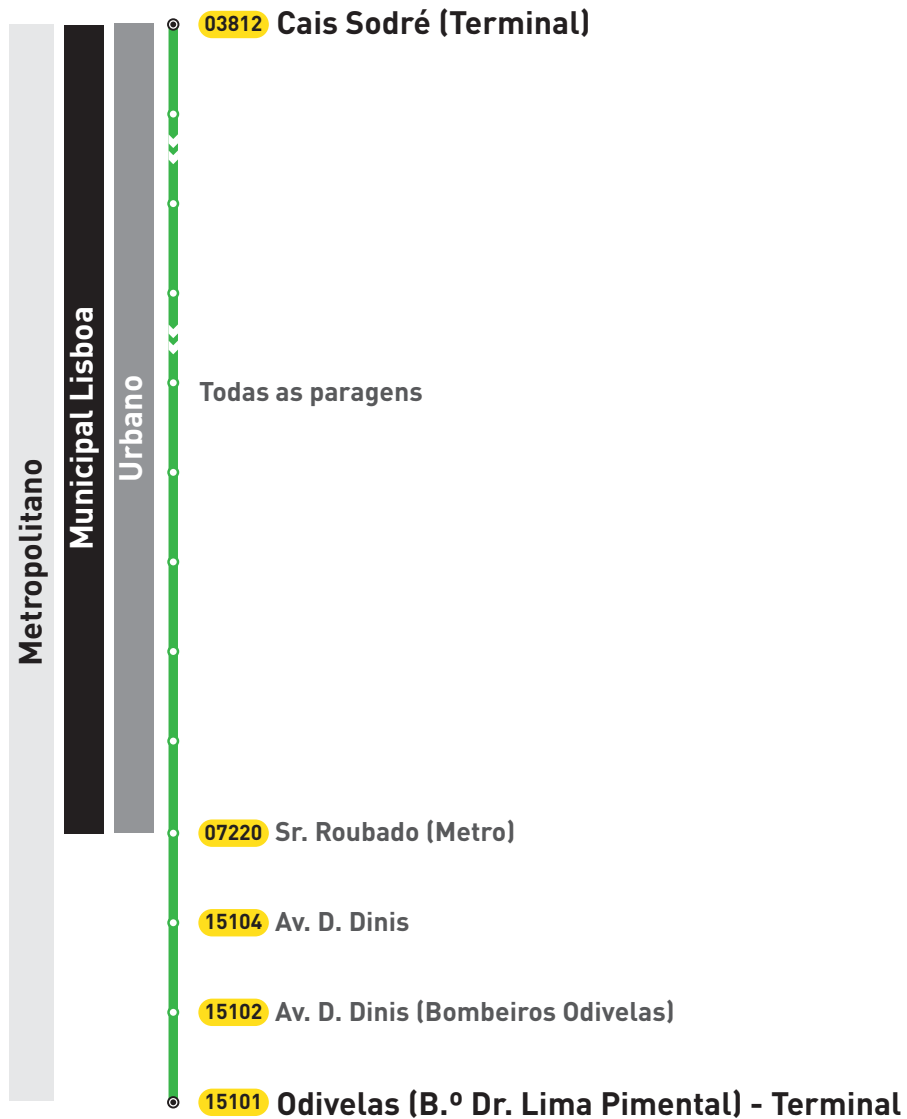 03812 Cais Sodré (Terminal)
Metropolitano
Municipal Lisboa
Urbano
Todas as paragens
07220 Sr. Roubado (Metro)
15104 Av. D. Dinis
15102 Av. D. Dinis (Bombeiros Odivelas)
15101 Odivelas (B.º Dr. Lima Pimental) - Terminal